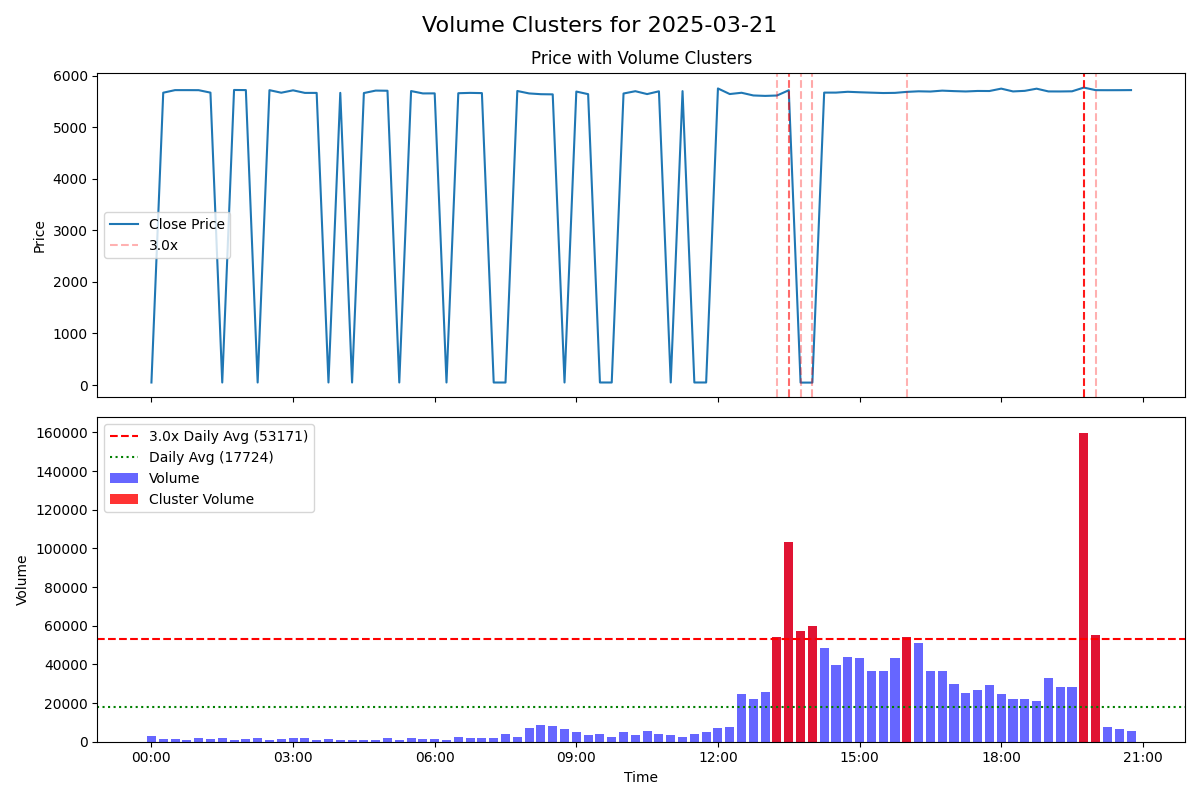 Volume Clusters for 2025-03-21
Price with Volume Clusters
6000
5000
4000
3000
2000
1000
0
Price
Close Price
3.0x
160000
140000
120000
100000
80000
60000
40000
20000
0
Volume
3.0x Daily Avg (53171)
Daily Avg (17724)
Volume
Cluster Volume
00:00 03:00 06:00 09:00 12:00 15:00 18:00 21:00
Time